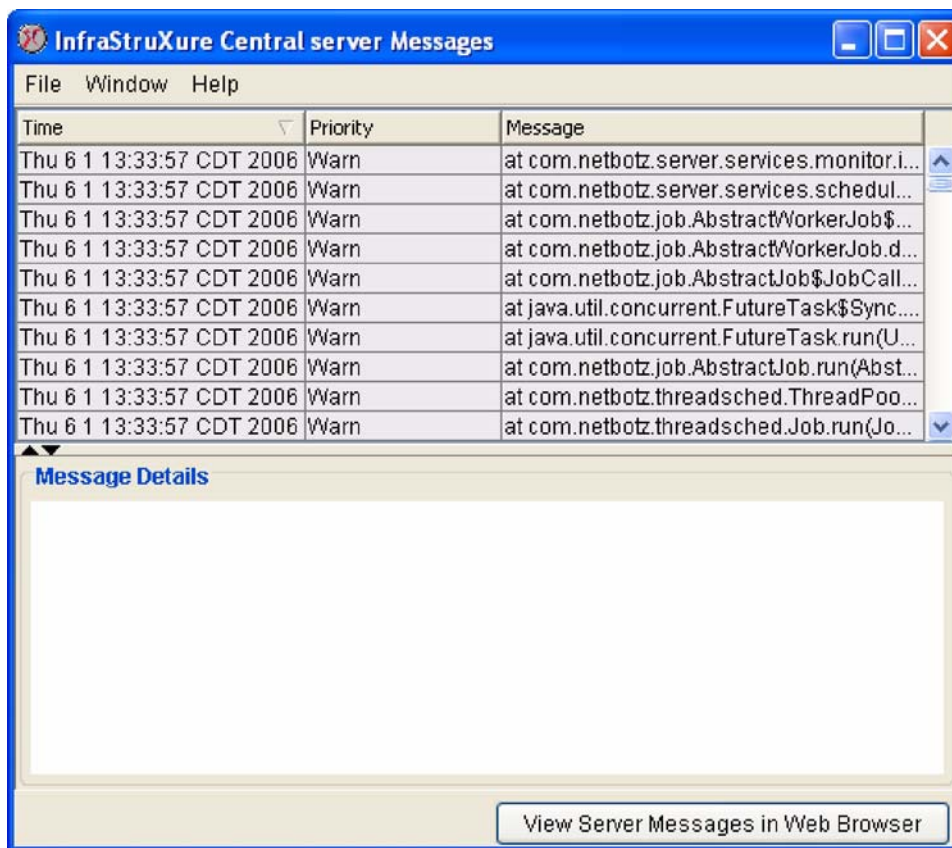 InfraStruXure Central server Messages
File Window Help
Time Priority Message
Thu 6 1 13:33:57 CDT 2006 Warn at com.netbotz.server.services.monitor.i...
Thu 6 1 13:33:57 CDT 2006 Warn at com.netbotz.server.services.schedul...
Thu 6 1 13:33:57 CDT 2006 Warn at com.netbotz.job.AbstractWorkerJob$...
Thu 6 1 13:33:57 CDT 2006 Warn at com.netbotz.job.AbstractWorkerJob.d...
Thu 6 1 13:33:57 CDT 2006 Warn at com.netbotz.job.AbstractJob$JobCall...
Thu 6 1 13:33:57 CDT 2006 Warn at java.util.concurrent.FutureTask$Sync....
Thu 6 1 13:33:57 CDT 2006 Warn at java.util.concurrent.FutureTask.run(U...
Thu 6 1 13:33:57 CDT 2006 Warn at com.netbotz.job.AbstractJob.run(Abst...
Thu 6 1 13:33:57 CDT 2006 Warn at com.netbotz.threadsched.ThreadPoo...
Thu 6 1 13:33:57 CDT 2006 Warn at com.netbotz.threadsched.Job.run(Jo...
Message Details
View Server Messages in Web Browser